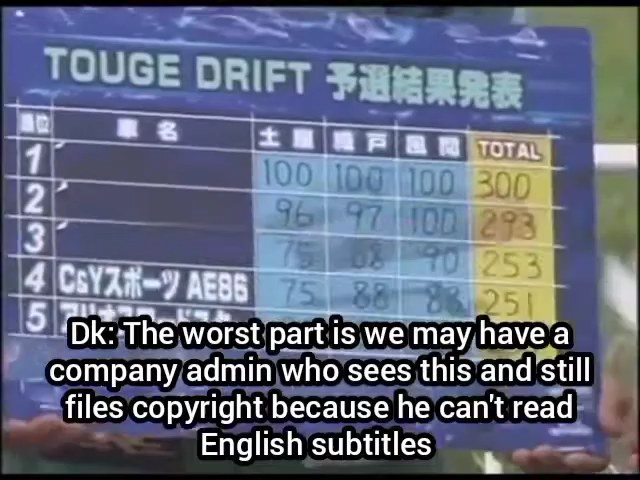 TOUGE DRIFT 予選結果発表
順位 車名 土屋 織戸 風間 TOTAL
1 100 100 100 300
2 96 97 100 293
3 75 88 90 253
4 C&Yスポーツ AE86 75 88 88 251
5
Dk: The worst part is we may have a
company admin who sees this and still
files copyright because he can't read
English subtitles